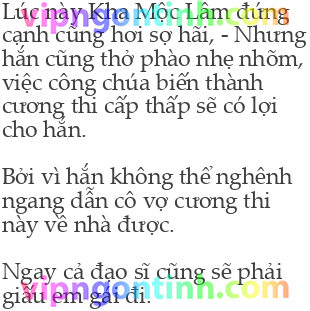 Lúc này Kha Mộc Lâm đứng
cạnh cũng hơi sợ hãi, - Nhưng
hắn cũng thở phào nhẹ nhõm,
việc công chúa biến thành
cương thi cấp thấp sẽ có lợi
cho hắn.
Bởi vì hắn không thể nghênh
ngang dẫn cô vợ cương thi
này về nhà được.
Ngay cả đạo sĩ cũng sẽ phải
giấu em gái đi.
vipngontinh.com
vipngontinh.com